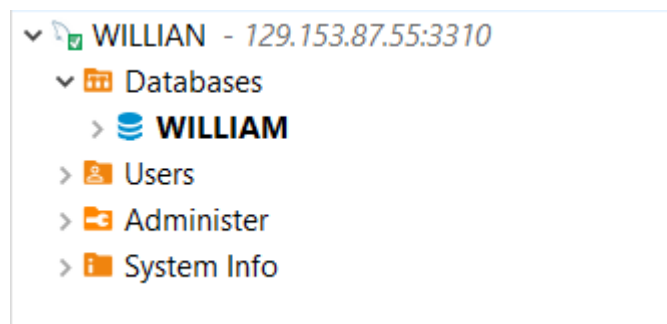 WILLIAN - 129.153.87.55:3310
Databases
WILLIAM
Users
Administer
System Info